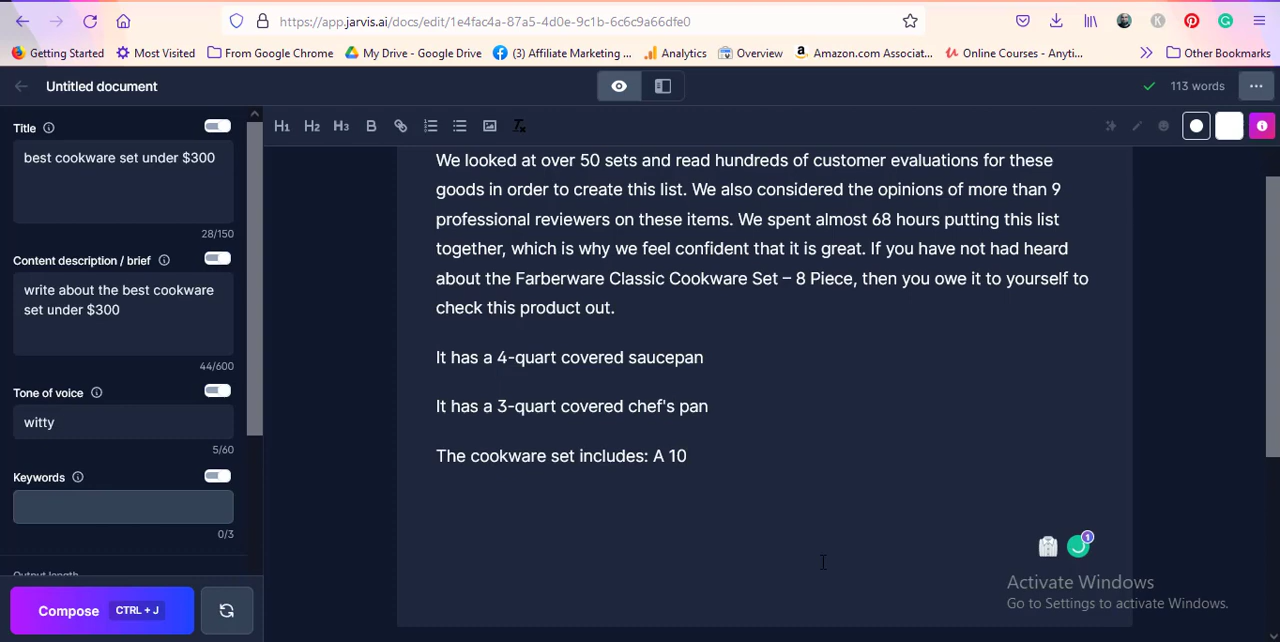 https://app.jarvis.ai/docs/edit/1e4fac4a-87a5-4d0e-9c1b-6c6c9a66dfe0
K
Getting Started
Most Visited
From Google Chrome
My Drive - Google Drive
(3) Affiliate Marketing ...
Analytics
Overview
Amazon.com Associat...
Online Courses - Anyti...
Other Bookmarks
Untitled document
113 words
Title
best cookware set under $300
28/150
Content description / brief
write about the best cookware
set under $300
44/600
Tone of voice
witty
5/60
Keywords
0/3
Output length
Compose CTRL + J
H1 H2 H3 B
We looked at over 50 sets and read hundreds of customer evaluations for these
goods in order to create this list. We also considered the opinions of more than 9
professional reviewers on these items. We spent almost 68 hours putting this list
together, which is why we feel confident that it is great. If you have not had heard
about the Farberware Classic Cookware Set – 8 Piece, then you owe it to yourself to
check this product out.
It has a 4-quart covered saucepan
It has a 3-quart covered chef's pan
The cookware set includes: A 10
1
Activate Windows
Go to Settings to activate Windows.